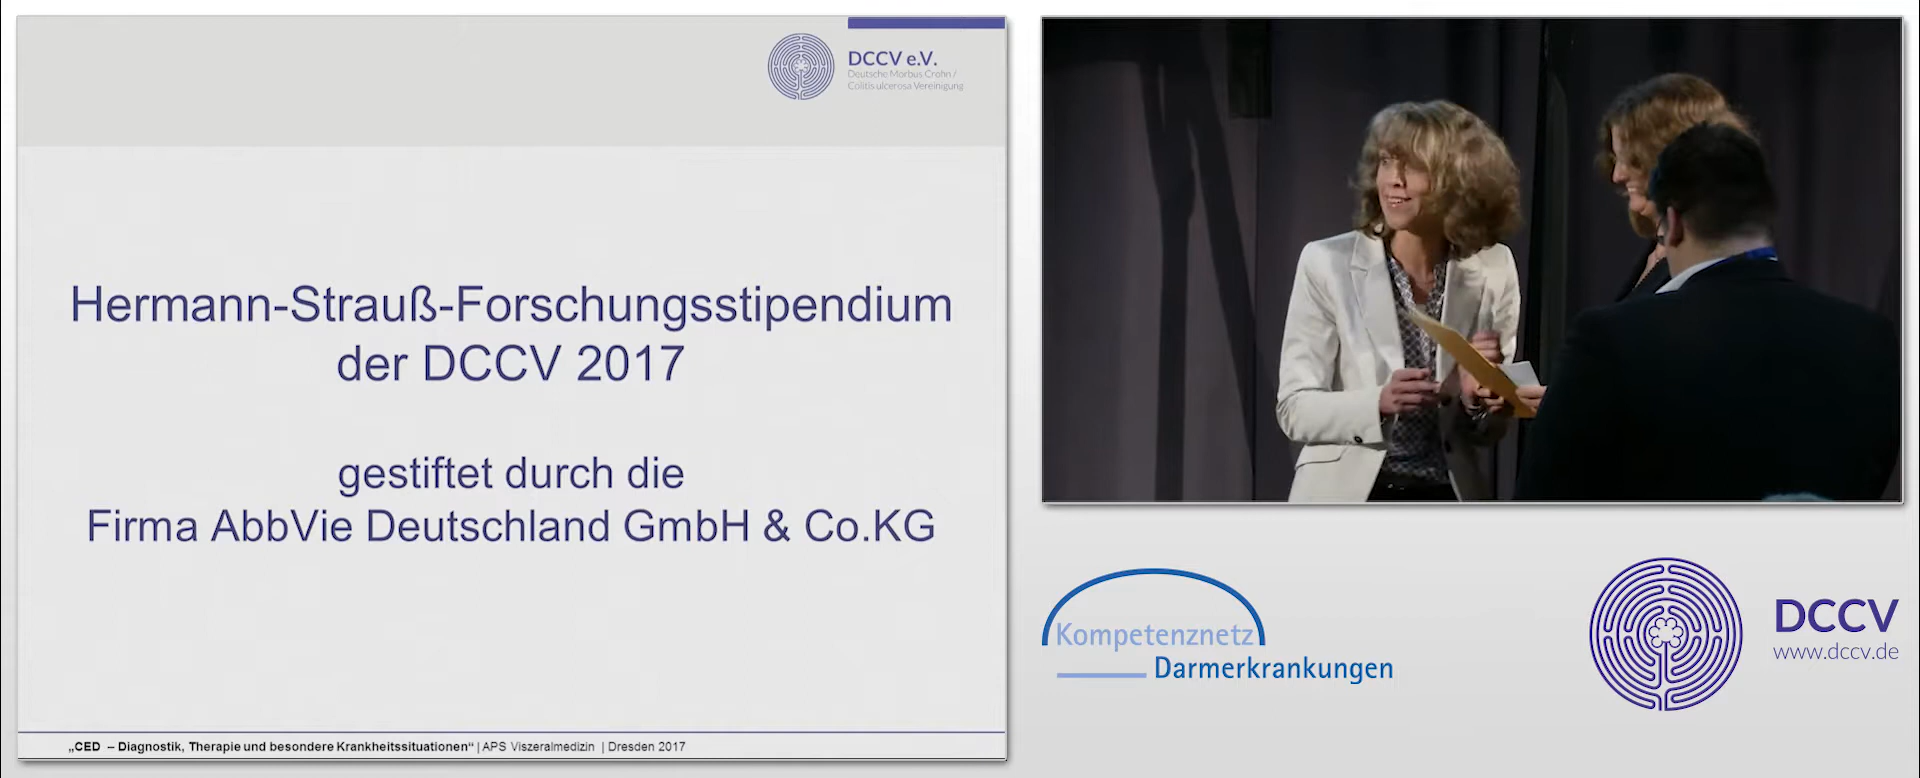 DCCV e.V.
Deutsche Morbus Crohn /
Colitis ulcerosa Vereinigung
Hermann-Strauß-Forschungsstipendium
der DCCV 2017
gestiftet durch die
Firma AbbVie Deutschland GmbH & Co.KG
„CED – Diagnostik, Therapie und besondere Krankheitssituationen“ | APS Viszeralmedizin | Dresden 2017
Kompetenznetz
Darmerkrankungen
DCCV
www.dccv.de